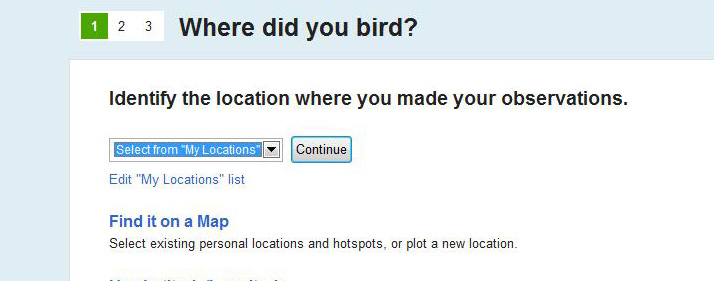 1 2 3 Where did you bird?
Identify the location where you made your observations.
Select from "My Locations" Continue
Edit "My Locations" list
Find it on a Map
Select existing personal locations and hotspots, or plot a new location.